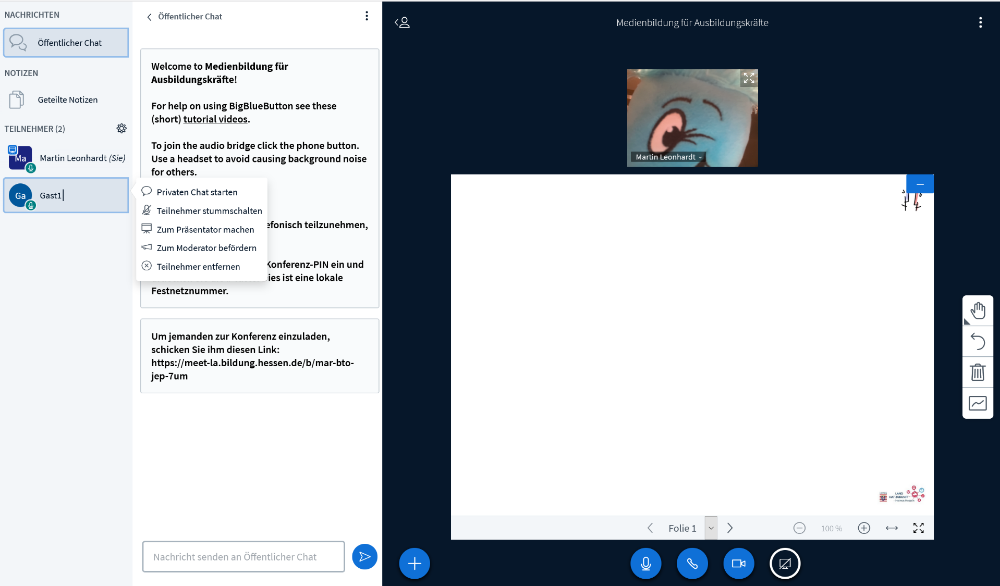 NACHRICHTEN
Öffentlicher Chat
NOTIZEN
Geteilte Notizen
TEILNEHMER (2)
Ma
Martin Leonhardt (Sie)
Ga
Gast1
Öffentlicher Chat
Welcome to Medienbildung für
Ausbildungskräfte!
For help on using BigBlueButton see these
(short) tutorial videos.
To join the audio bridge click the phone button.
Use a headset to avoid causing background noise
for others.
Privaten Chat starten
Teilnehmer stummschalten
Zum Präsentator machen
Zum Moderator befördern
Teilnehmer entfernen
efonisch teilzunehmen,
Konferenz-PIN ein und
Dies ist eine lokale
Festnetznummer.
Um jemanden zur Konferenz einzuladen,
schicken Sie ihm diesen Link:
https://meet-la.bildung.hessen.de/b/mar-bto-
jep-7um
Nachricht senden an Öffentlicher Chat
Medienbildung für Ausbildungskräfte
Martin Leonhardt
HESSEN
LAND
HAT ZUKUNFT
- Heimat Hessen
Folie 1
100 %